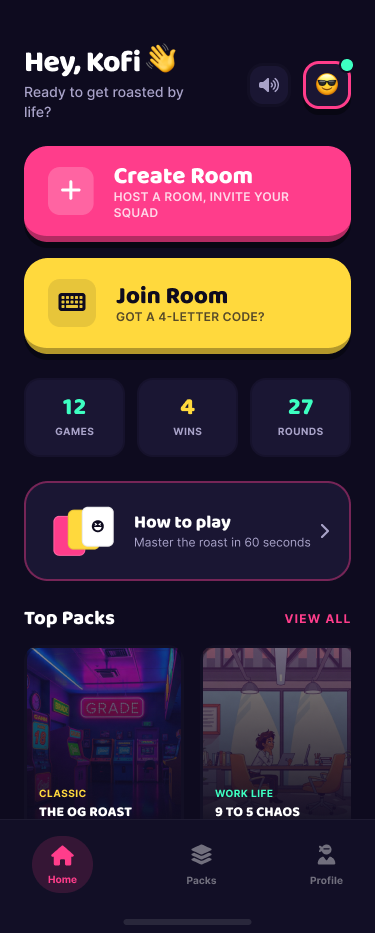 Hey, Kofi 👋
Ready to get roasted by
life?
Create Room
HOST A ROOM, INVITE YOUR
SQUAD
Join Room
GOT A 4-LETTER CODE?
12
GAMES
4
WINS
27
ROUNDS
How to play
Master the roast in 60 seconds
Top Packs
VIEW ALL
GRADE
CLASSIC
THE OG ROAST
WORK LIFE
9 TO 5 CHAOS
Home
Packs
Profile